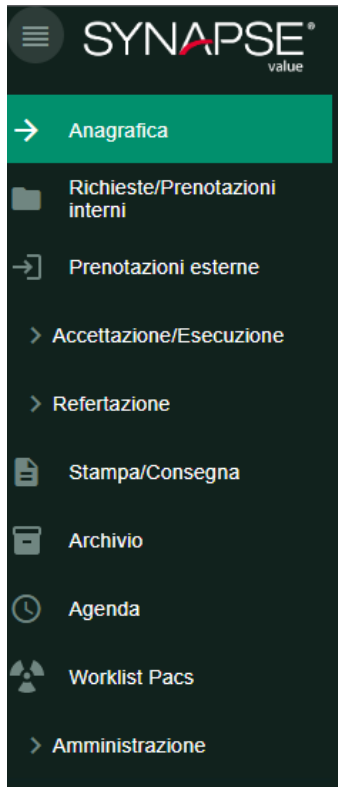 SYNAPSE®
value
Anagrafica
Richieste/Prenotazioni
interni
Prenotazioni esterne
Accettazione/Esecuzione
Refertazione
Stampa/Consegna
Archivio
Agenda
Worklist Pacs
Amministrazione